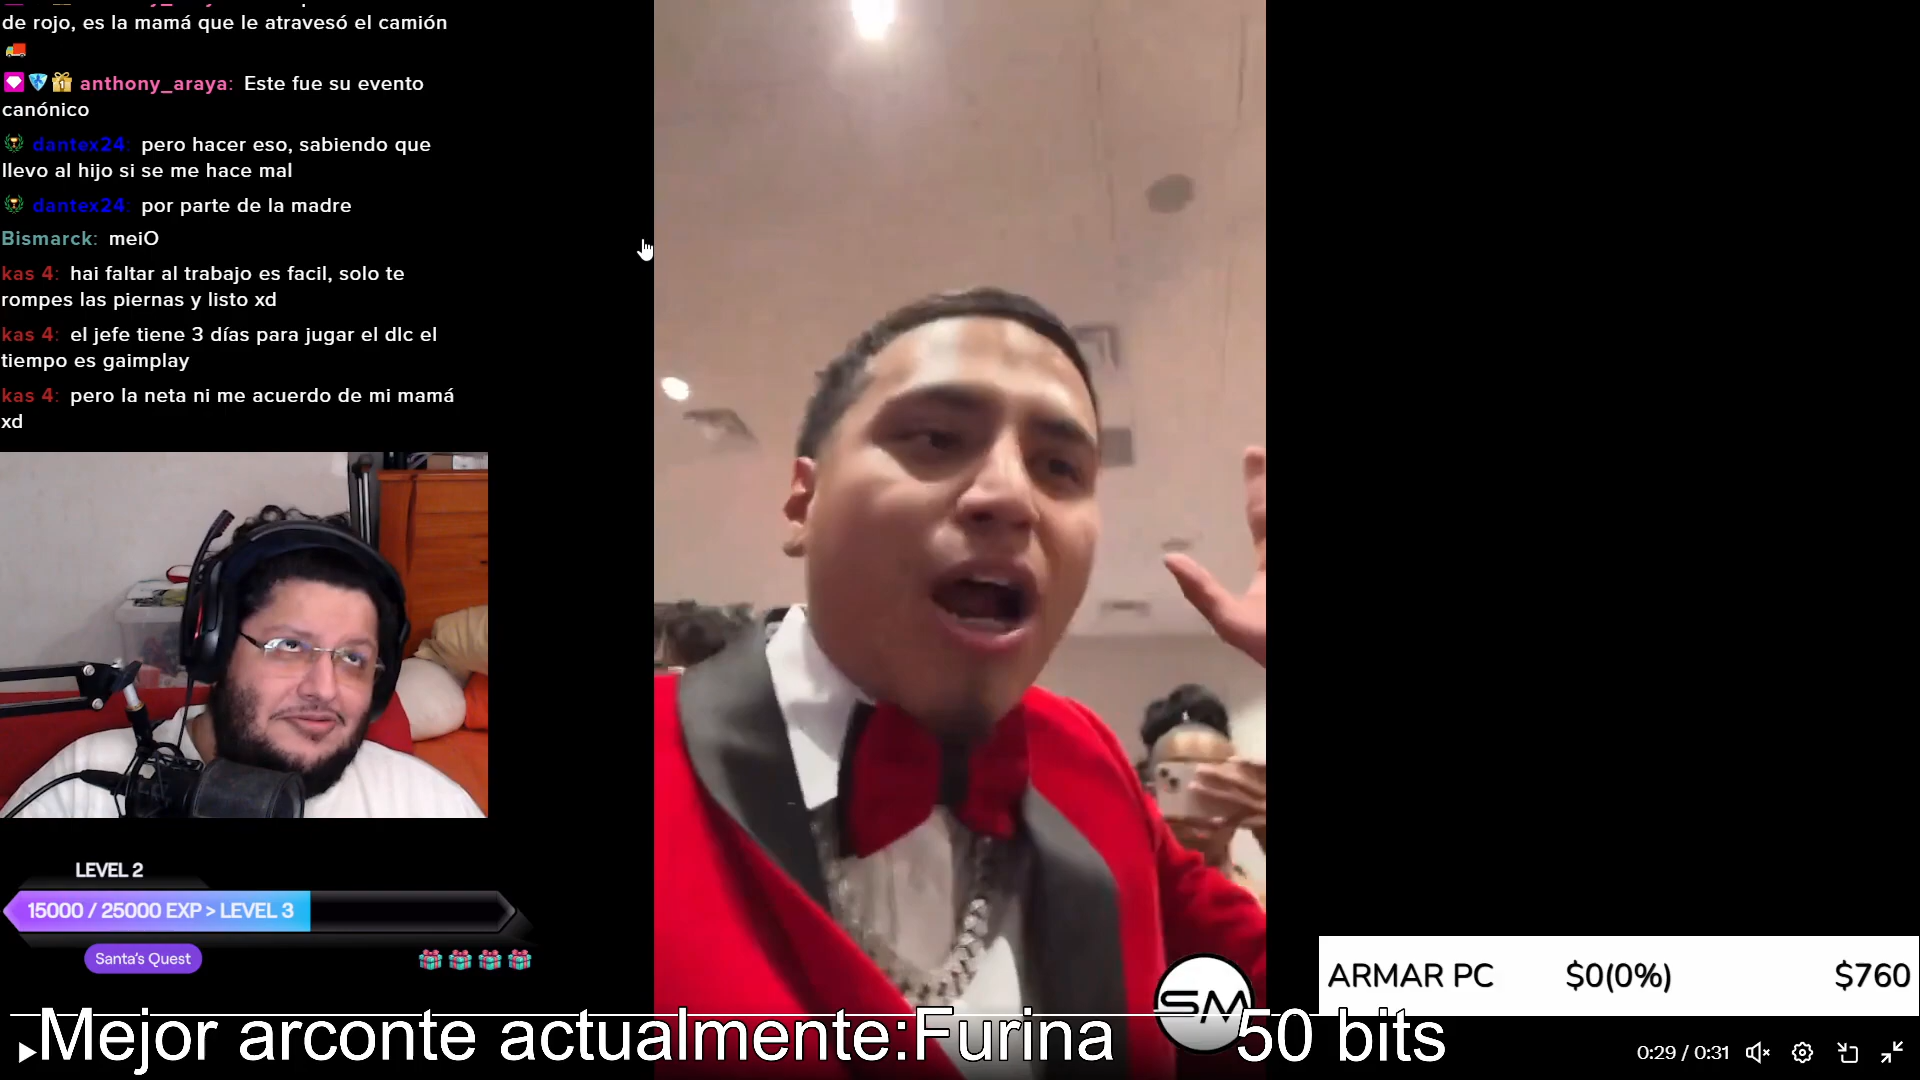 de rojo, es la mamá que le atravesó el camión
anthony_araya: Este fue su evento
canónico
dantex24: pero hacer eso, sabiendo que
llevo al hijo si se me hace mal
dantex24: por parte de la madre
Bismarck: meiO
kas 4: hai faltar al trabajo es facil, solo te
rompes las piernas y listo xd
kas 4: el jefe tiene 3 días para jugar el dlc el
tiempo es gaimplay
kas 4: pero la neta ni me acuerdo de mi mamá
xd
LEVEL 2
15000 / 25000 EXP > LEVEL 3
Santa's Quest
SM
ARMAR PC $0(0%) $760
Mejor arconte actualmente:Furina 50 bits
0:29 / 0:31